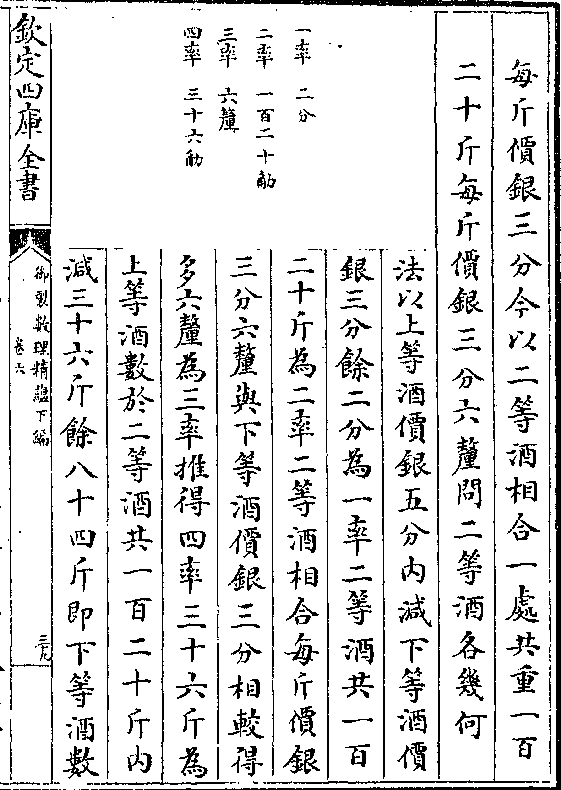 每斤價銀三分今以二等酒相合一處共重一百
二十斤每斤價銀三分六釐問二等酒各幾何
法以上等酒價銀五分內減下等酒價
銀三分餘二分為一率二等酒共一百
二十斤為二率二等酒相合每斤價銀
三分六釐與下等酒價銀三分相較得
多六釐為三率推得四率三十六斤為
上等酒數於二等酒共一百二十斤內
減三十六斤餘八十四斤即下等酒數
一率 二分
二率 一百二十觔
三率 六釐
四率 三十六觔
欽定四庫全書
御製數理精蘊下編
卷六
三九